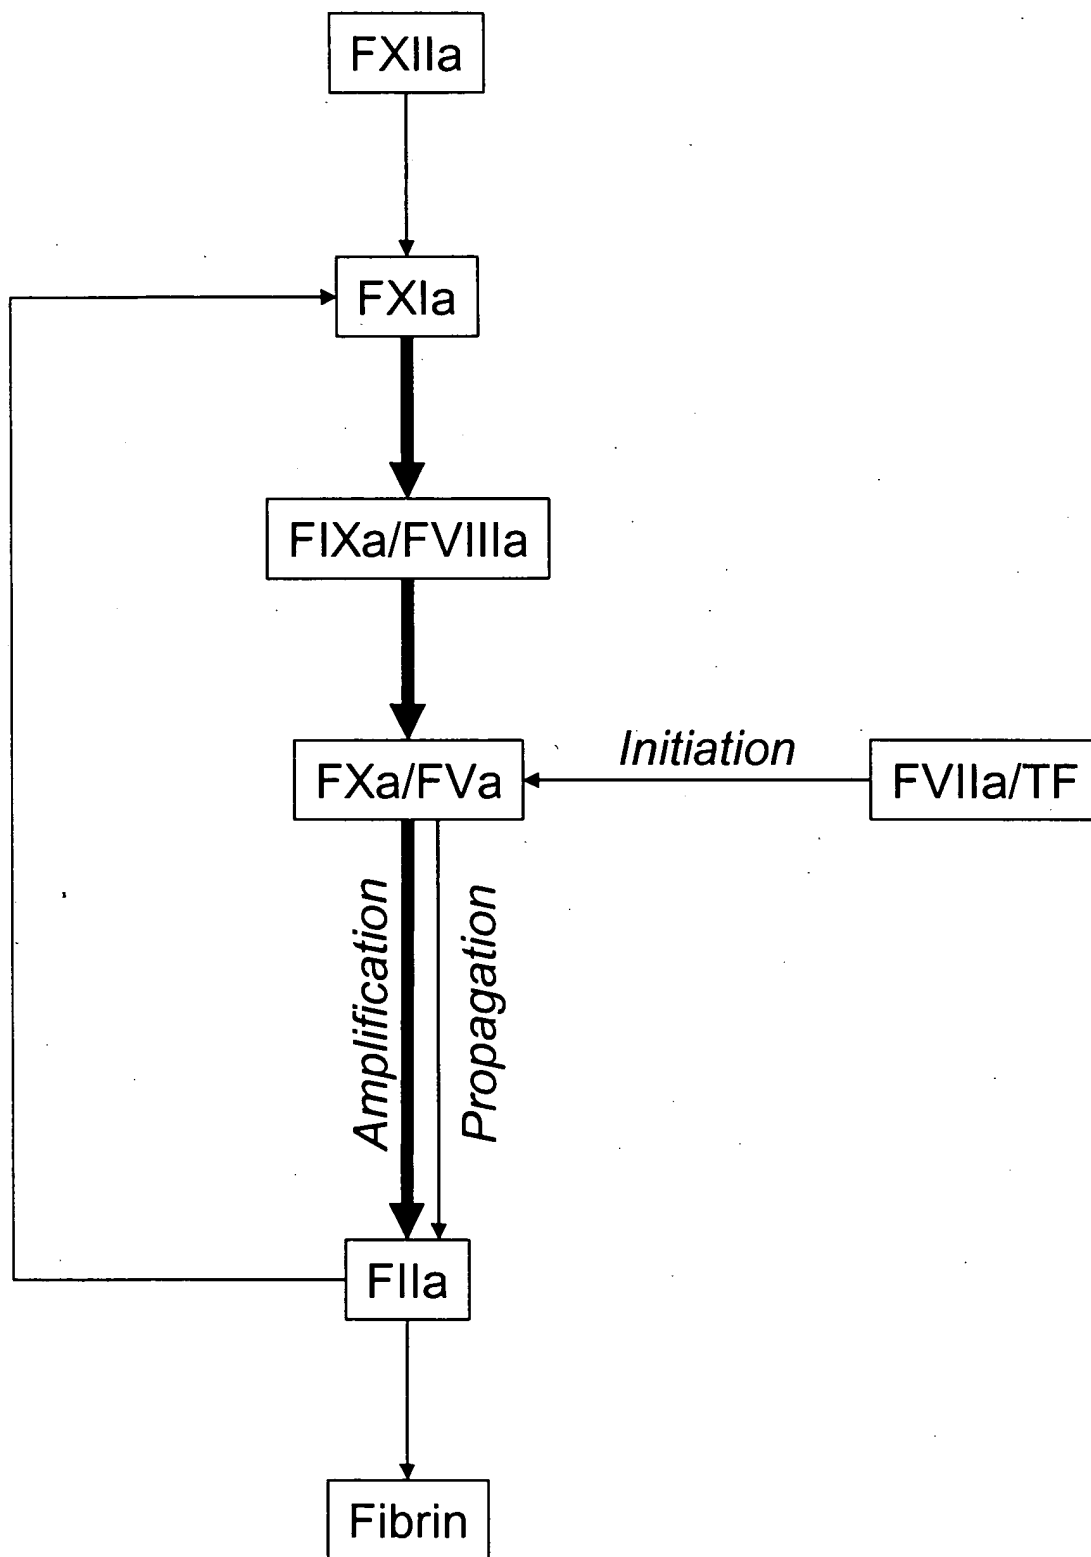 FXIIa
FXIa
FIXa/FVIIIa
FXa/FVa
Initiation
FVIIa/TF
Amplification
Propagation
FIIa
Fibrin